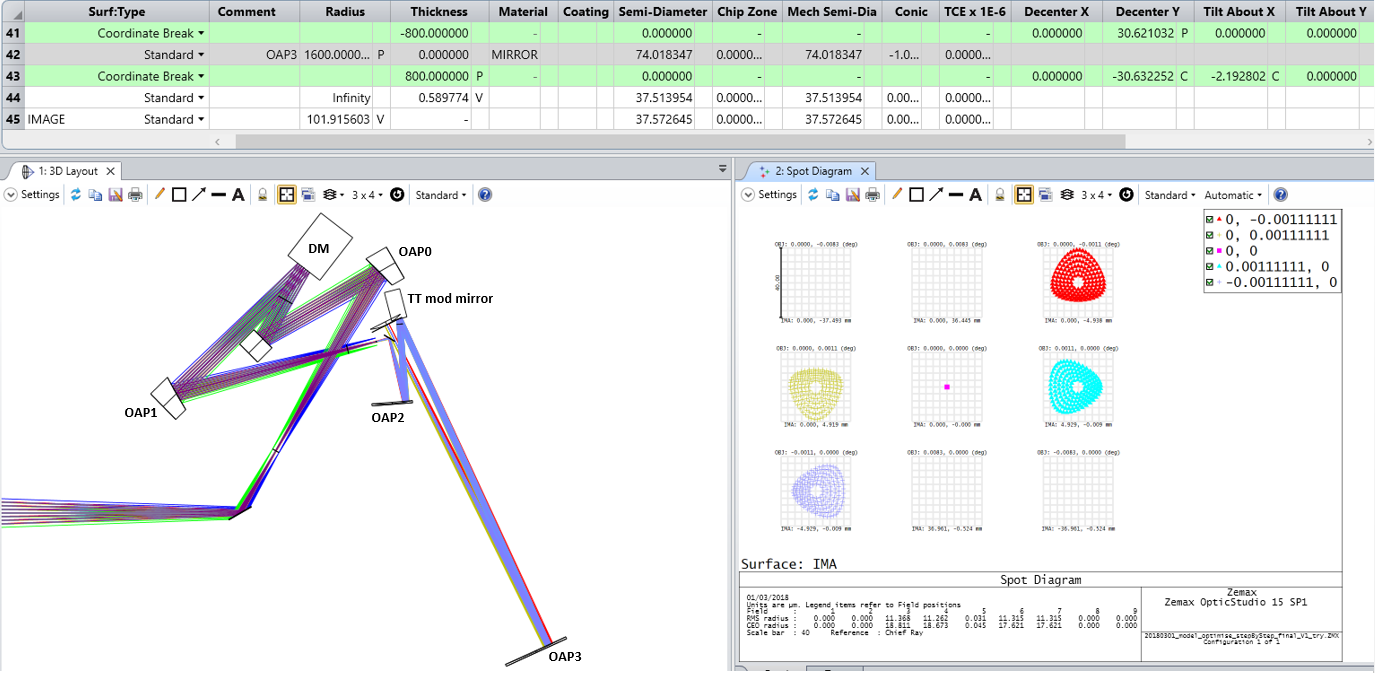 Surf:Type Comment Radius Thickness Material Coating Semi-Diameter Chip Zone Mech Semi-Dia Conic TCE x 1E-6 Decenter X Decenter Y Tilt About X Tilt About Y
41 Coordinate Break -800.000000 - 0.000000 - - - - 0.000000 30.621032 P 0.000000 0.000000
42 Standard OAP3 1600.0000... P 0.000000 MIRROR 74.018347 0.0000... 74.018347 -1.0... 0.0000...
43 Coordinate Break 800.000000 P - 0.000000 - - - - 0.000000 -30.632252 C -2.192802 C 0.000000
44 Standard Infinity 0.589774 V 37.513954 0.0000... 37.513954 0.00... 0.0000...
45 IMAGE Standard 101.915603 V - 37.572645 0.0000... 37.572645 0.00... 0.0000...
1: 3D Layout
2: Spot Diagram
Settings A 3 x 4 Standard
Settings A 3 x 4 Standard Automatic
DM
OAP0
TT mod mirror
OAP1
OAP2
OAP3
0, -0.00111111
0, 0.00111111
0, 0
0.00111111, 0
-0.00111111, 0
OBJ: 0.0000, -0.0083 (deg)
OBJ: 0.0000, 0.0083 (deg)
OBJ: 0.0000, -0.0011 (deg)
40.00
IMA: 0.000, -37.493 mm
IMA: 0.000, 36.445 mm
IMA: 0.000, -4.938 mm
OBJ: 0.0000, 0.0011 (deg)
OBJ: 0.0000, 0.0000 (deg)
OBJ: 0.0011, 0.0000 (deg)
IMA: 0.000, 4.919 mm
IMA: 0.000, -0.000 mm
IMA: 4.929, -0.009 mm
OBJ: -0.0011, 0.0000 (deg)
OBJ: 0.0083, 0.0000 (deg)
OBJ: -0.0083, 0.0000 (deg)
IMA: -4.929, -0.009 mm
IMA: 36.961, -0.524 mm
IMA: -36.961, -0.524 mm
Surface: IMA
Spot Diagram
01/03/2018
Units are µm. Legend items refer to Field positions
Field : 1 2 3 4 5 6 7 8 9
RMS radius : 0.000 0.000 11.368 11.262 0.031 11.315 11.315 0.000 0.000
GEO radius : 0.000 0.000 18.811 18.673 0.045 17.621 17.621 0.000 0.000
Scale bar : 40 Reference : Chief Ray
Zemax
Zemax OpticStudio 15 SP1
20180301_model_optimise_stepByStep_final_V1_try.ZMX
Configuration 1 of 1